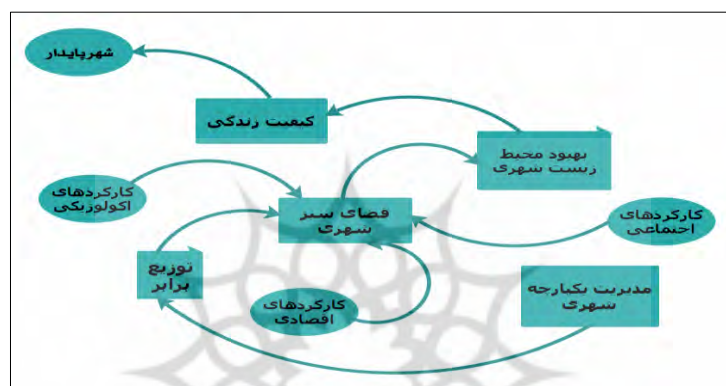 شهرپایدار
کیفیت زندگی
بهبود محیط
زیست شهری
کارکردهای
اکولوژیکی
فضای سبز
شهری
کارکردهای
اجتماعی
توزیع
برابر
کارکردهای
اقتصادی
مدیریت یکپارچه
شهری